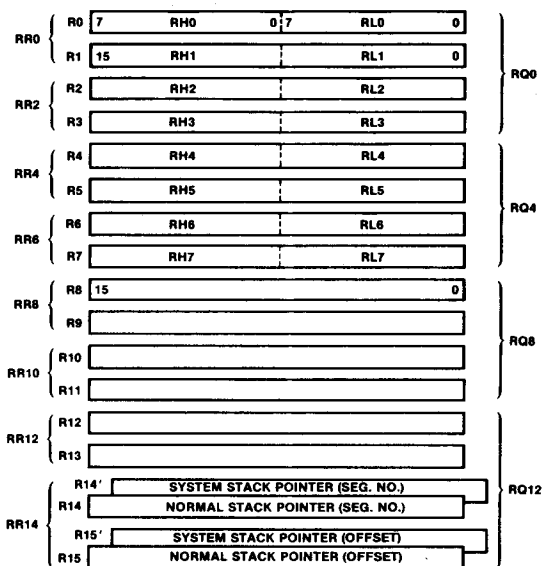 RR0
R0 7 RH0 0 7 RL0 0
R1 15 RH1 RL1 0
RQ0
RR2
R2 RH2 RL2
R3 RH3 RL3
RR4
R4 RH4 RL4
R5 RH5 RL5
RQ4
RR6
R6 RH6 RL6
R7 RH7 RL7
RR8
R8 15 0
R9
RQ8
RR10
R10
R11
RR12
R12
R13
RQ12
RR14
R14′ SYSTEM STACK POINTER (SEG. NO.)
R14 NORMAL STACK POINTER (SEG. NO.)
R15′ SYSTEM STACK POINTER (OFFSET)
R15 NORMAL STACK POINTER (OFFSET)